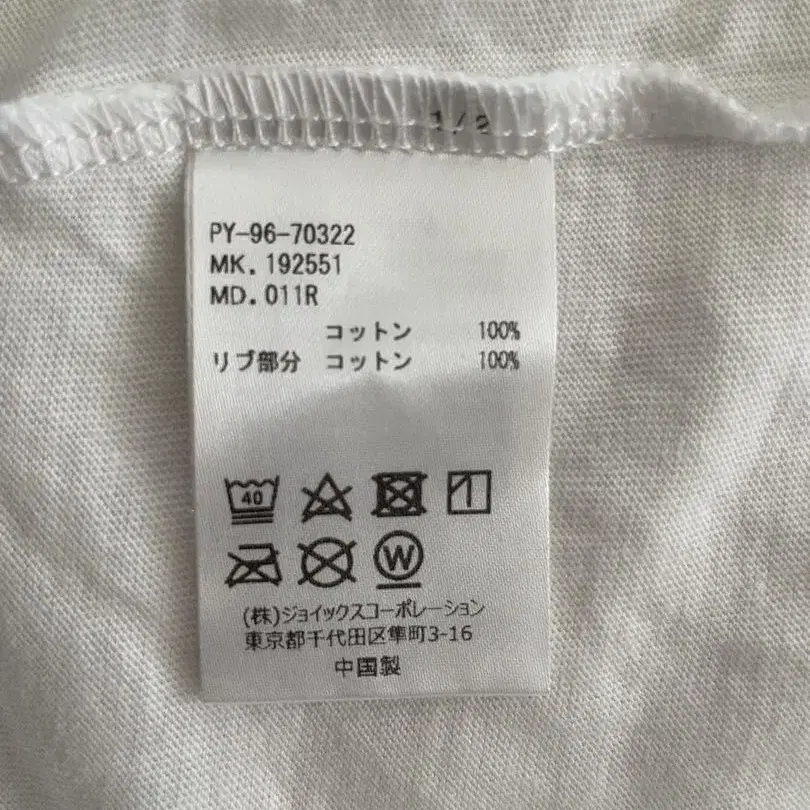 1/2
PY-96-70322
MK. 192551
MD. 011R
コットン 100%
リブ部分 コットン 100%
40
W
(株)ジョイックスコーポレーション
東京都千代田区隼町3-16
中国製